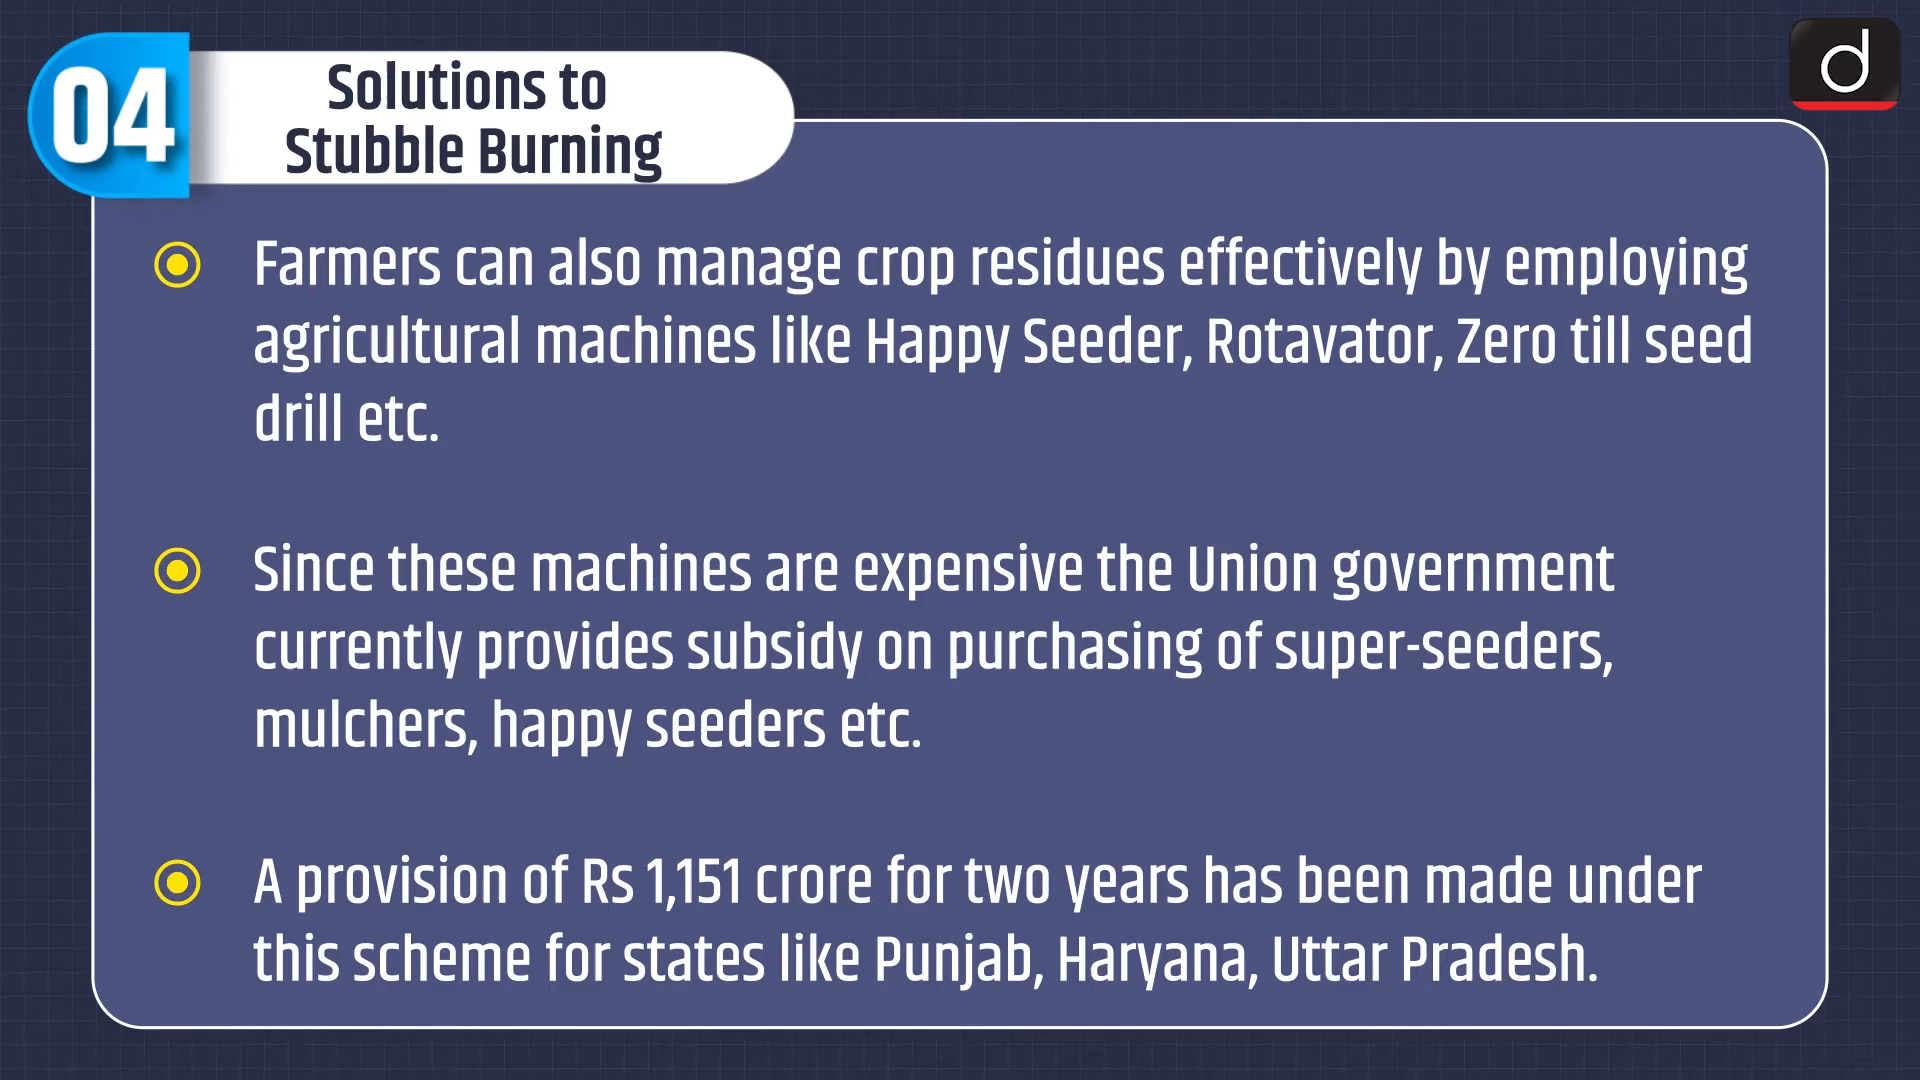 04
Solutions to
Stubble Burning
d
Farmers can also manage crop residues effectively by employing
agricultural machines like Happy Seeder, Rotavator, Zero till seed
drill etc.
Since these machines are expensive the Union government
currently provides subsidy on purchasing of super-seeders,
mulchers, happy seeders etc.
A provision of Rs 1,151 crore for two years has been made under
this scheme for states like Punjab, Haryana, Uttar Pradesh.